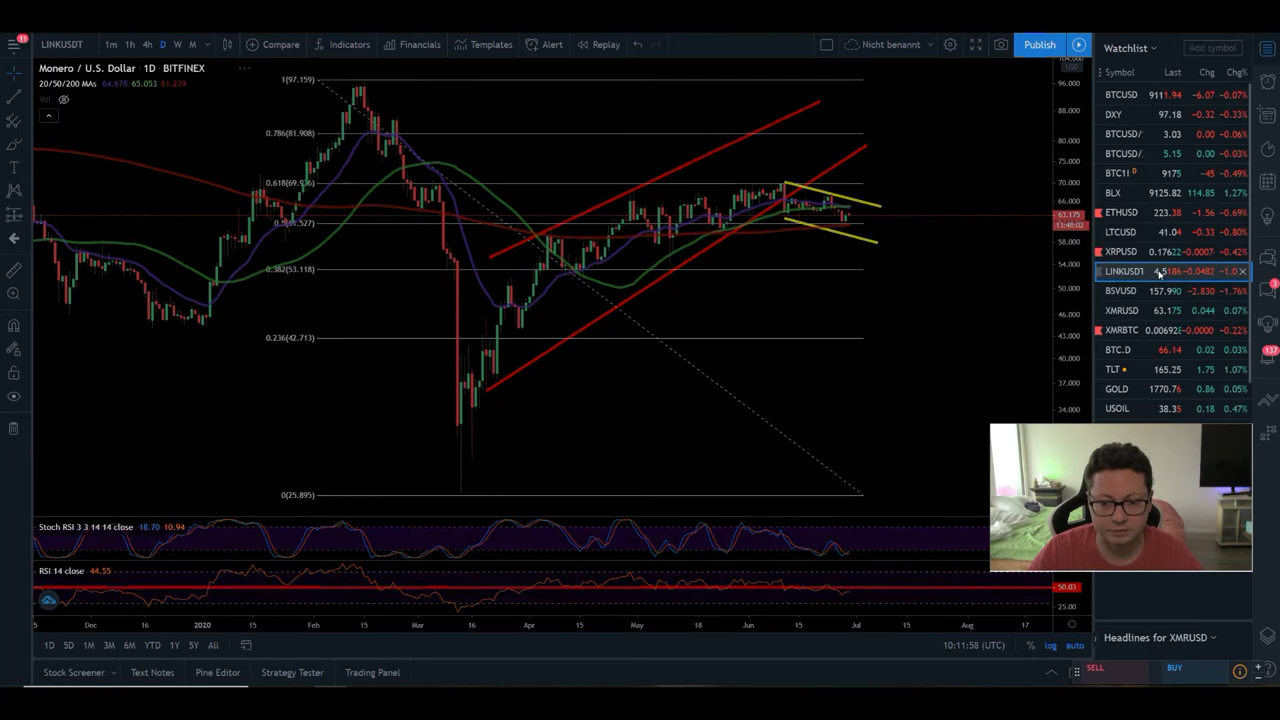 11
LINKUSDT 1m 1h 4h D W M Compare Indicators Financials Templates Alert Replay Nicht benannt Publish
Watchlist Add symbol
Monero / U.S. Dollar 1D BITFINEX
20/50/200 MAC 64.678 65.053 61.239
Vol
Symbol Last Chg Chg%
BTCUSD 9111.94 -6.07 -0.07%
DXY 97.18 -0.32 -0.33%
BTCUSD/ 3.03 0.00 -0.06%
BTCUSD/ 5.15 0.00 -0.03%
BTC1! D 9175 -45 -0.49%
BLX 9125.82 114.85 1.27%
ETHUSD 223.38 -1.56 -0.69%
LTCUSD 41.04 -0.33 -0.80%
XRPUSD 0.17622 -0.0007 -0.42%
LINKUSDT 4.5186 -0.0482 -1.0
BSVUSD 157.990 -2.830 -1.76%
XMRUSD 63.175 0.044 0.07%
XMRBTC 0.006928 -0.0000 -0.22%
BTC.D 66.14 0.02 0.03%
TLT 165.25 1.75 1.07%
GOLD 1770.76 0.86 0.05%
USOIL 38.35 0.18 0.47%
3
137
1(97.159)
0.786(81.908)
0.618(69.936)
0.382(53.118)
0.236(42.713)
0(25.895)
104.000
USD
96.000
88.000
80.000
75.000
70.000
66.000
63.175
13:48:02
58.000
54.000
50.000
46.000
43.000
40.000
37.000
34.000
Stoch RSI 3 3 14 14 close 18.70 10.94
RSI 14 close 44.55
50.03
25.00
Dec 16 2020 16 Feb 17 Mar 16 Apr 15 May 18 Jun 15 Jul 15 Aug 17
1D 5D 1M 3M 6M YTD 1Y 5Y All
10:11:58 (UTC) % log auto
Headlines for XMRUSD
Stock Screener Text Notes Pine Editor Strategy Tester Trading Panel
SELL BUY